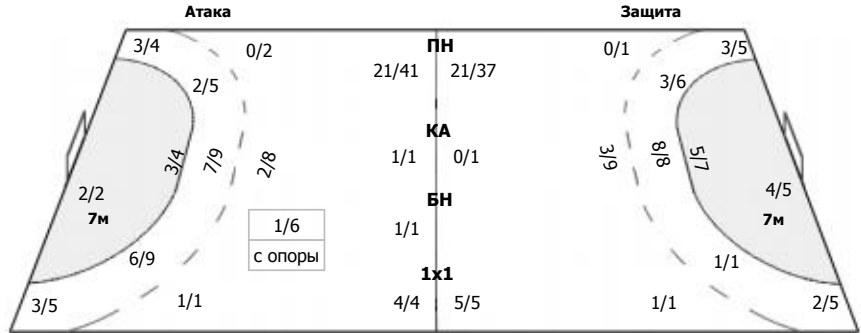 Атака Защита
3/4 0/2 ПН 0/1 3/5
21/41 21/37
2/5 3/6
КА
3/4 7/9 2/8 1/1 0/1 3/9 8/8 5/7
2/2 БН 4/5
7м 1/6 1/1 7м
с опоры
6/9 1/1
1x1
3/5 1/1 4/4 5/5 1/1 2/5